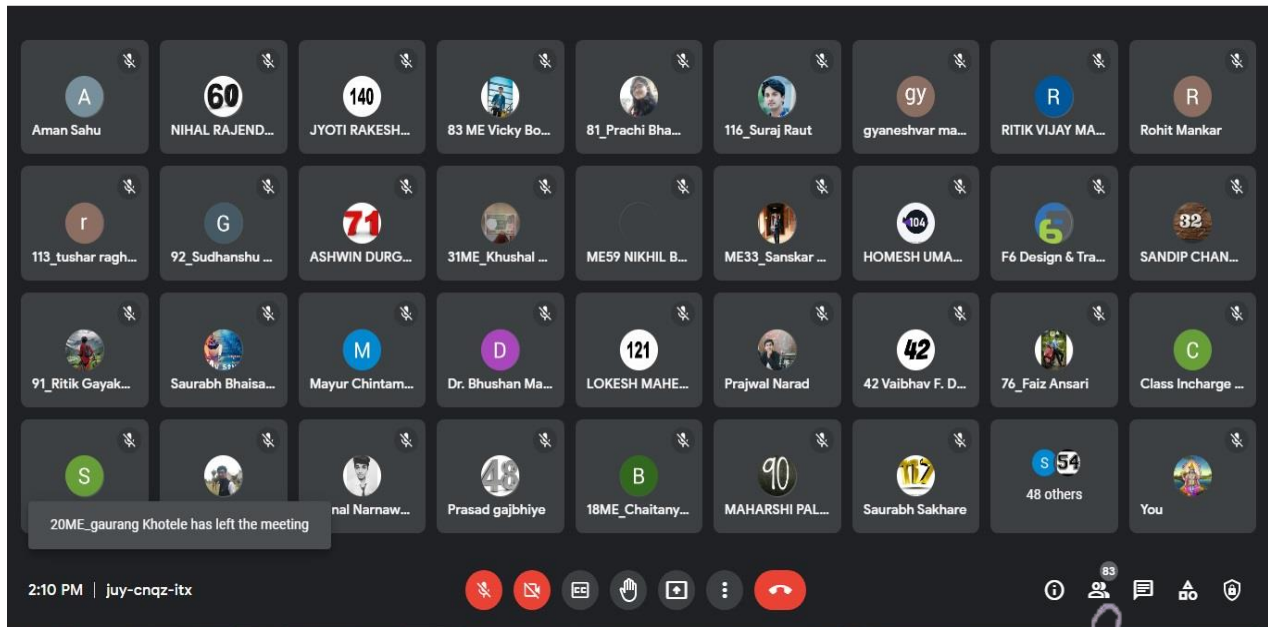 A
60
140
gy
R
R
Aman Sahu
NIHAL RAJEND...
JYOTI RAKESH...
83 ME Vicky Bo...
81_Prachi Bha...
116_Suraj Raut
gyaneshvar ma...
RITIK VIJAY MA...
Rohit Mankar
r
G
71
104
6
32
113_tushar ragh...
92_Sudhanshu ...
ASHWIN DURG...
31ME_Khushal ...
ME59 NIKHIL B...
ME33_Sanskar ...
HOMESH UMA...
F6 Design & Tra...
SANDIP CHAN...
M
D
121
42
C
91_Ritik Gayak...
Saurabh Bhaisa...
Mayur Chintam...
Dr. Bhushan Ma...
LOKESH MAHE...
Prajwal Narad
42 Vaibhav F. D...
76_Faiz Ansari
Class Incharge ...
S
48
B
90
117
S
54
48 others
nal Narnaw...
Prasad gajbhiye
18ME_Chaitany...
MAHARSHI PAL...
Saurabh Sakhare
You
20ME_gaurang Khotele has left the meeting
2:10 PM | juy-cnqz-itx
CC
83